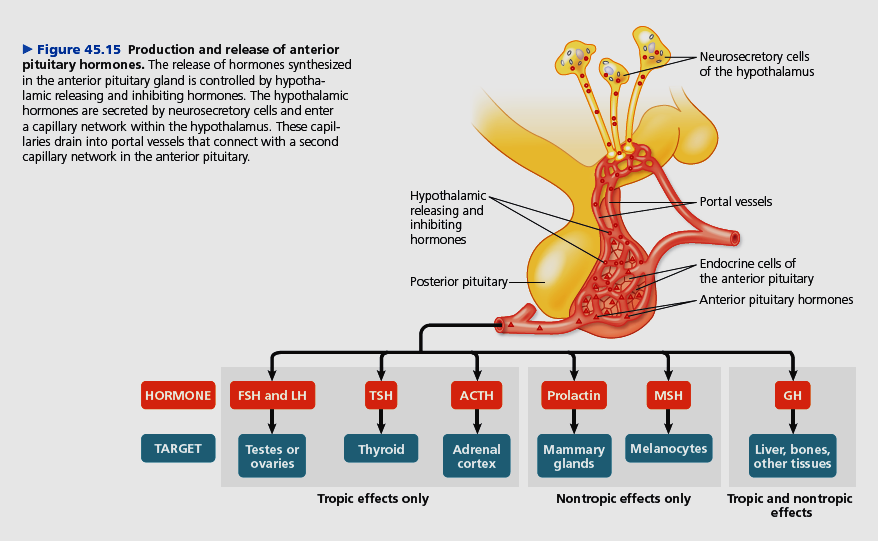 ▶ Figure 45.15 Production and release of anterior
pituitary hormones. The release of hormones synthesized
in the anterior pituitary gland is controlled by hypotha-
lamic releasing and inhibiting hormones. The hypothalamic
hormones are secreted by neurosecretory cells and enter
a capillary network within the hypothalamus. These capil-
laries drain into portal vessels that connect with a second
capillary network in the anterior pituitary.
Neurosecretory cells
of the hypothalamus
Hypothalamic
releasing and
inhibiting
hormones
Portal vessels
Endocrine cells of
the anterior pituitary
Posterior pituitary
Anterior pituitary hormones
HORMONE
FSH and LH
TSH
ACTH
Prolactin
MSH
GH
TARGET
Testes or
ovaries
Thyroid
Adrenal
cortex
Mammary
glands
Melanocytes
Liver, bones,
other tissues
Tropic effects only
Nontropic effects only
Tropic and nontropic
effects